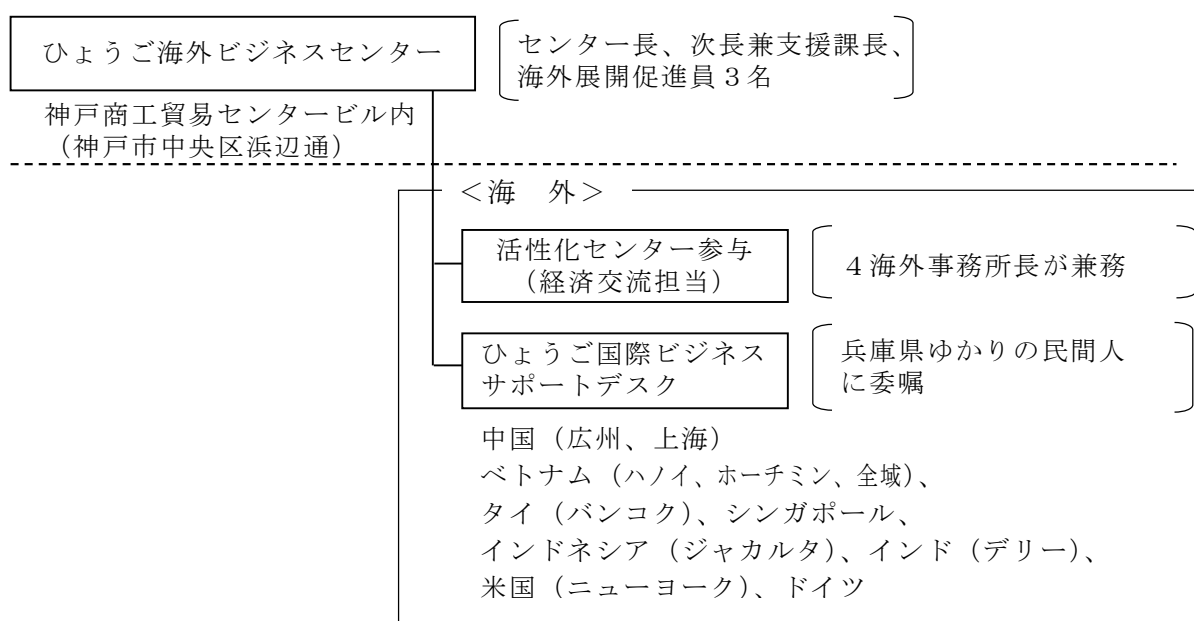 ひょうご海外ビジネスセンター
センター長、次長兼支援課長、
海外展開促進員3名
神戸商工貿易センタービル内
（神戸市中央区浜辺通）
＜海　外＞
活性化センター参与
（経済交流担当）
４海外事務所長が兼務
ひょうご国際ビジネス
サポートデスク
兵庫県ゆかりの民間人
に委嘱
中国（広州、上海）
ベトナム（ハノイ、ホーチミン、全域）、
タイ（バンコク）、シンガポール、
インドネシア（ジャカルタ）、インド（デリー）、
米国（ニューヨーク）、ドイツ